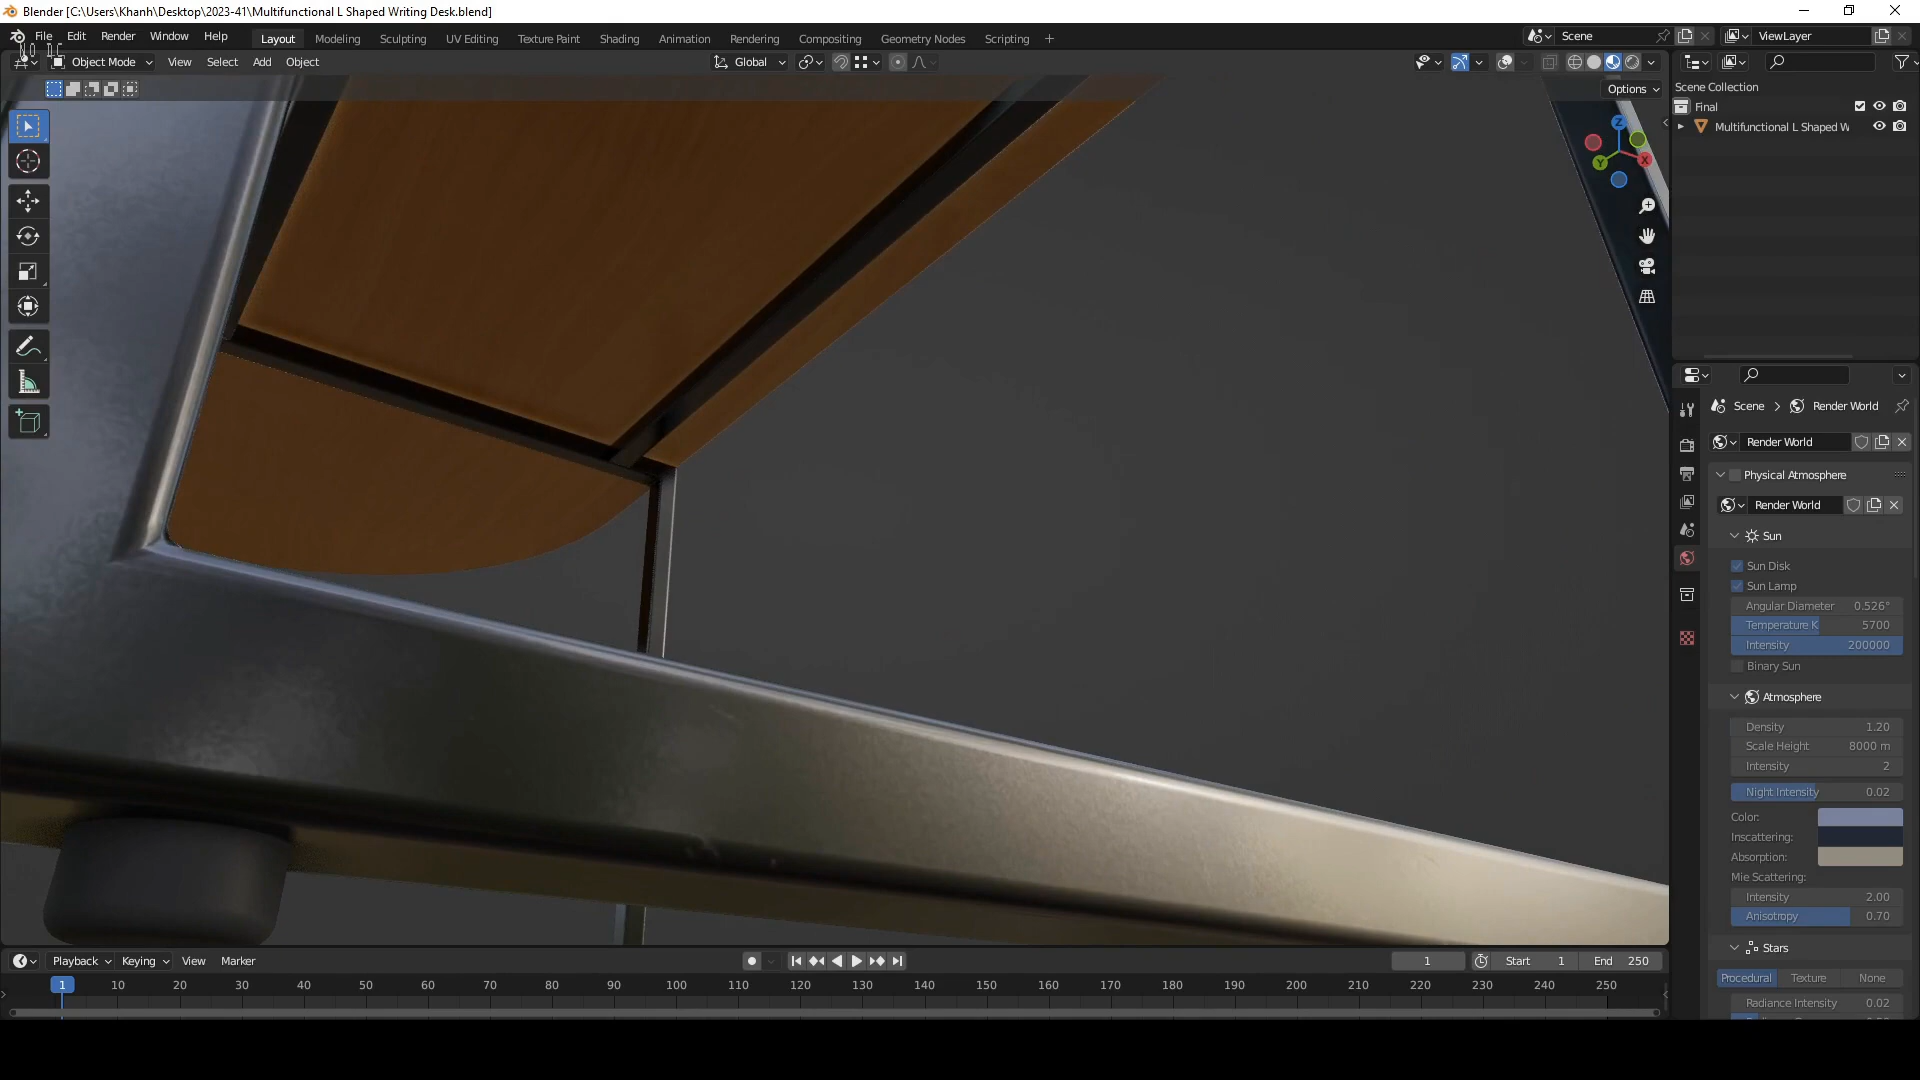 Blender [C:\Users\Khanh\Desktop\2023-41\Multifunctional L Shaped Writing Desk.blend]
File Edit Render Window Help Layout Modeling Sculpting UV Editing Texture Paint Shading Animation Rendering Compositing Geometry Nodes Scripting + Scene ViewLayer
Object Mode View Select Add Object Global
Options
Scene Collection
Final
Multifunctional L Shaped W
Z
Y
X
Scene > Render World
Render World
Physical Atmosphere
Render World
Sun
Sun Disk
Sun Lamp
Angular Diameter 0.526°
Temperature K 5700
Intensity 200000
Binary Sun
Atmosphere
Density 1.20
Scale Height 8000 m
Intensity 2
Night Intensity 0.02
Color:
Inscattering:
Absorption:
Mie Scattering:
Intensity 2.00
Anisotropy 0.70
Stars
Procedural Texture None
Radiance Intensity 0.02
Playback Keying View Marker 1 Start 1 End 250
1 10 20 30 40 50 60 70 80 90 100 110 120 130 140 150 160 170 180 190 200 210 220 230 240 250